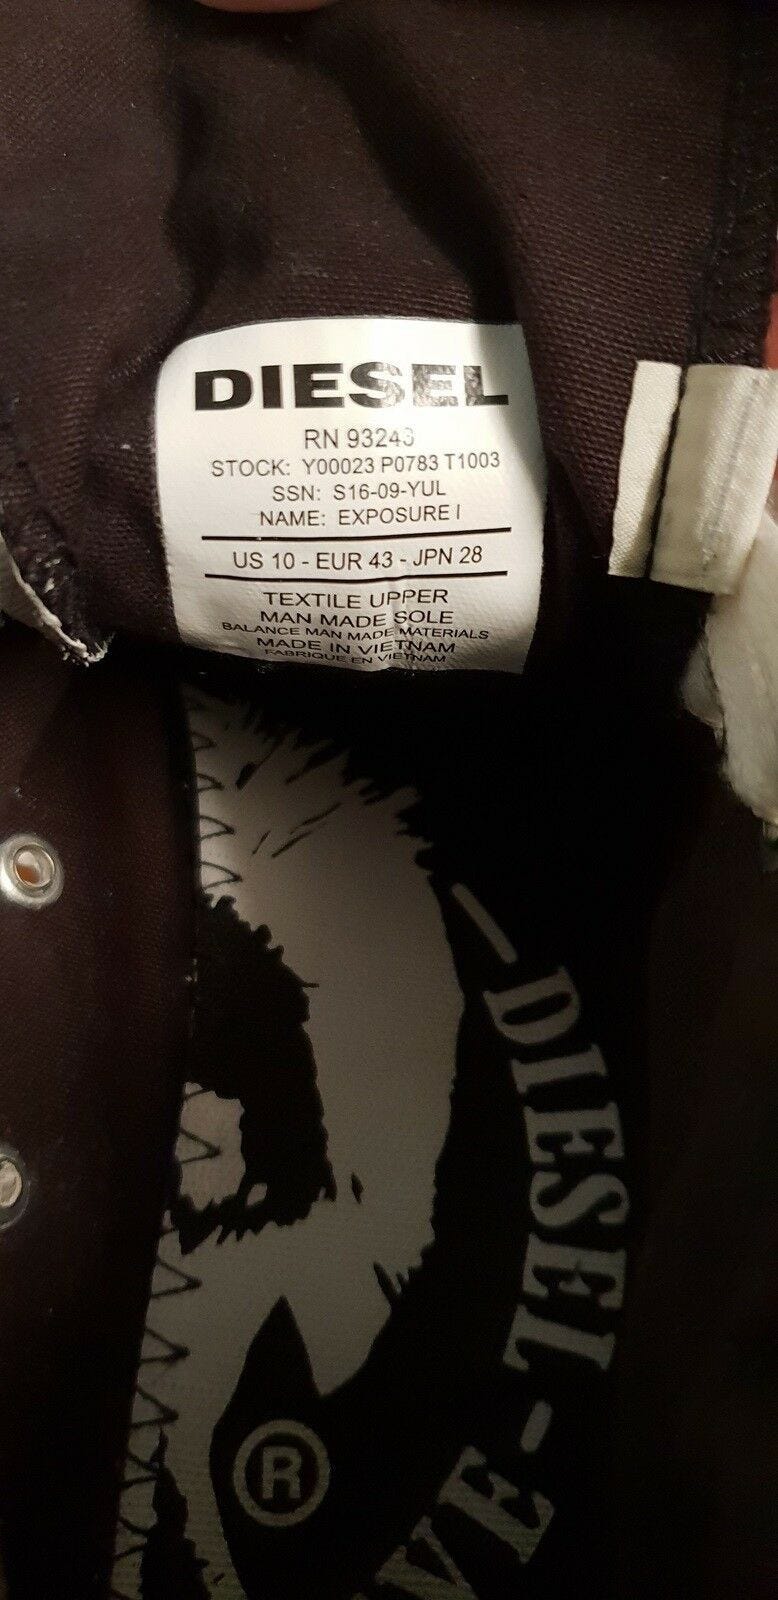 DIESEL
RN 93243
STOCK: Y00023 P0783 T1003
SSN: S16-09-YUL
NAME: EXPOSURE I
US 10 - EUR 43 - JPN 28
TEXTILE UPPER
MAN MADE SOLE
BALANCE MAN MADE MATERIALS
MADE IN VIETNAM
FABRIQUE EN VIETNAM
-DIESEL-
VE
®